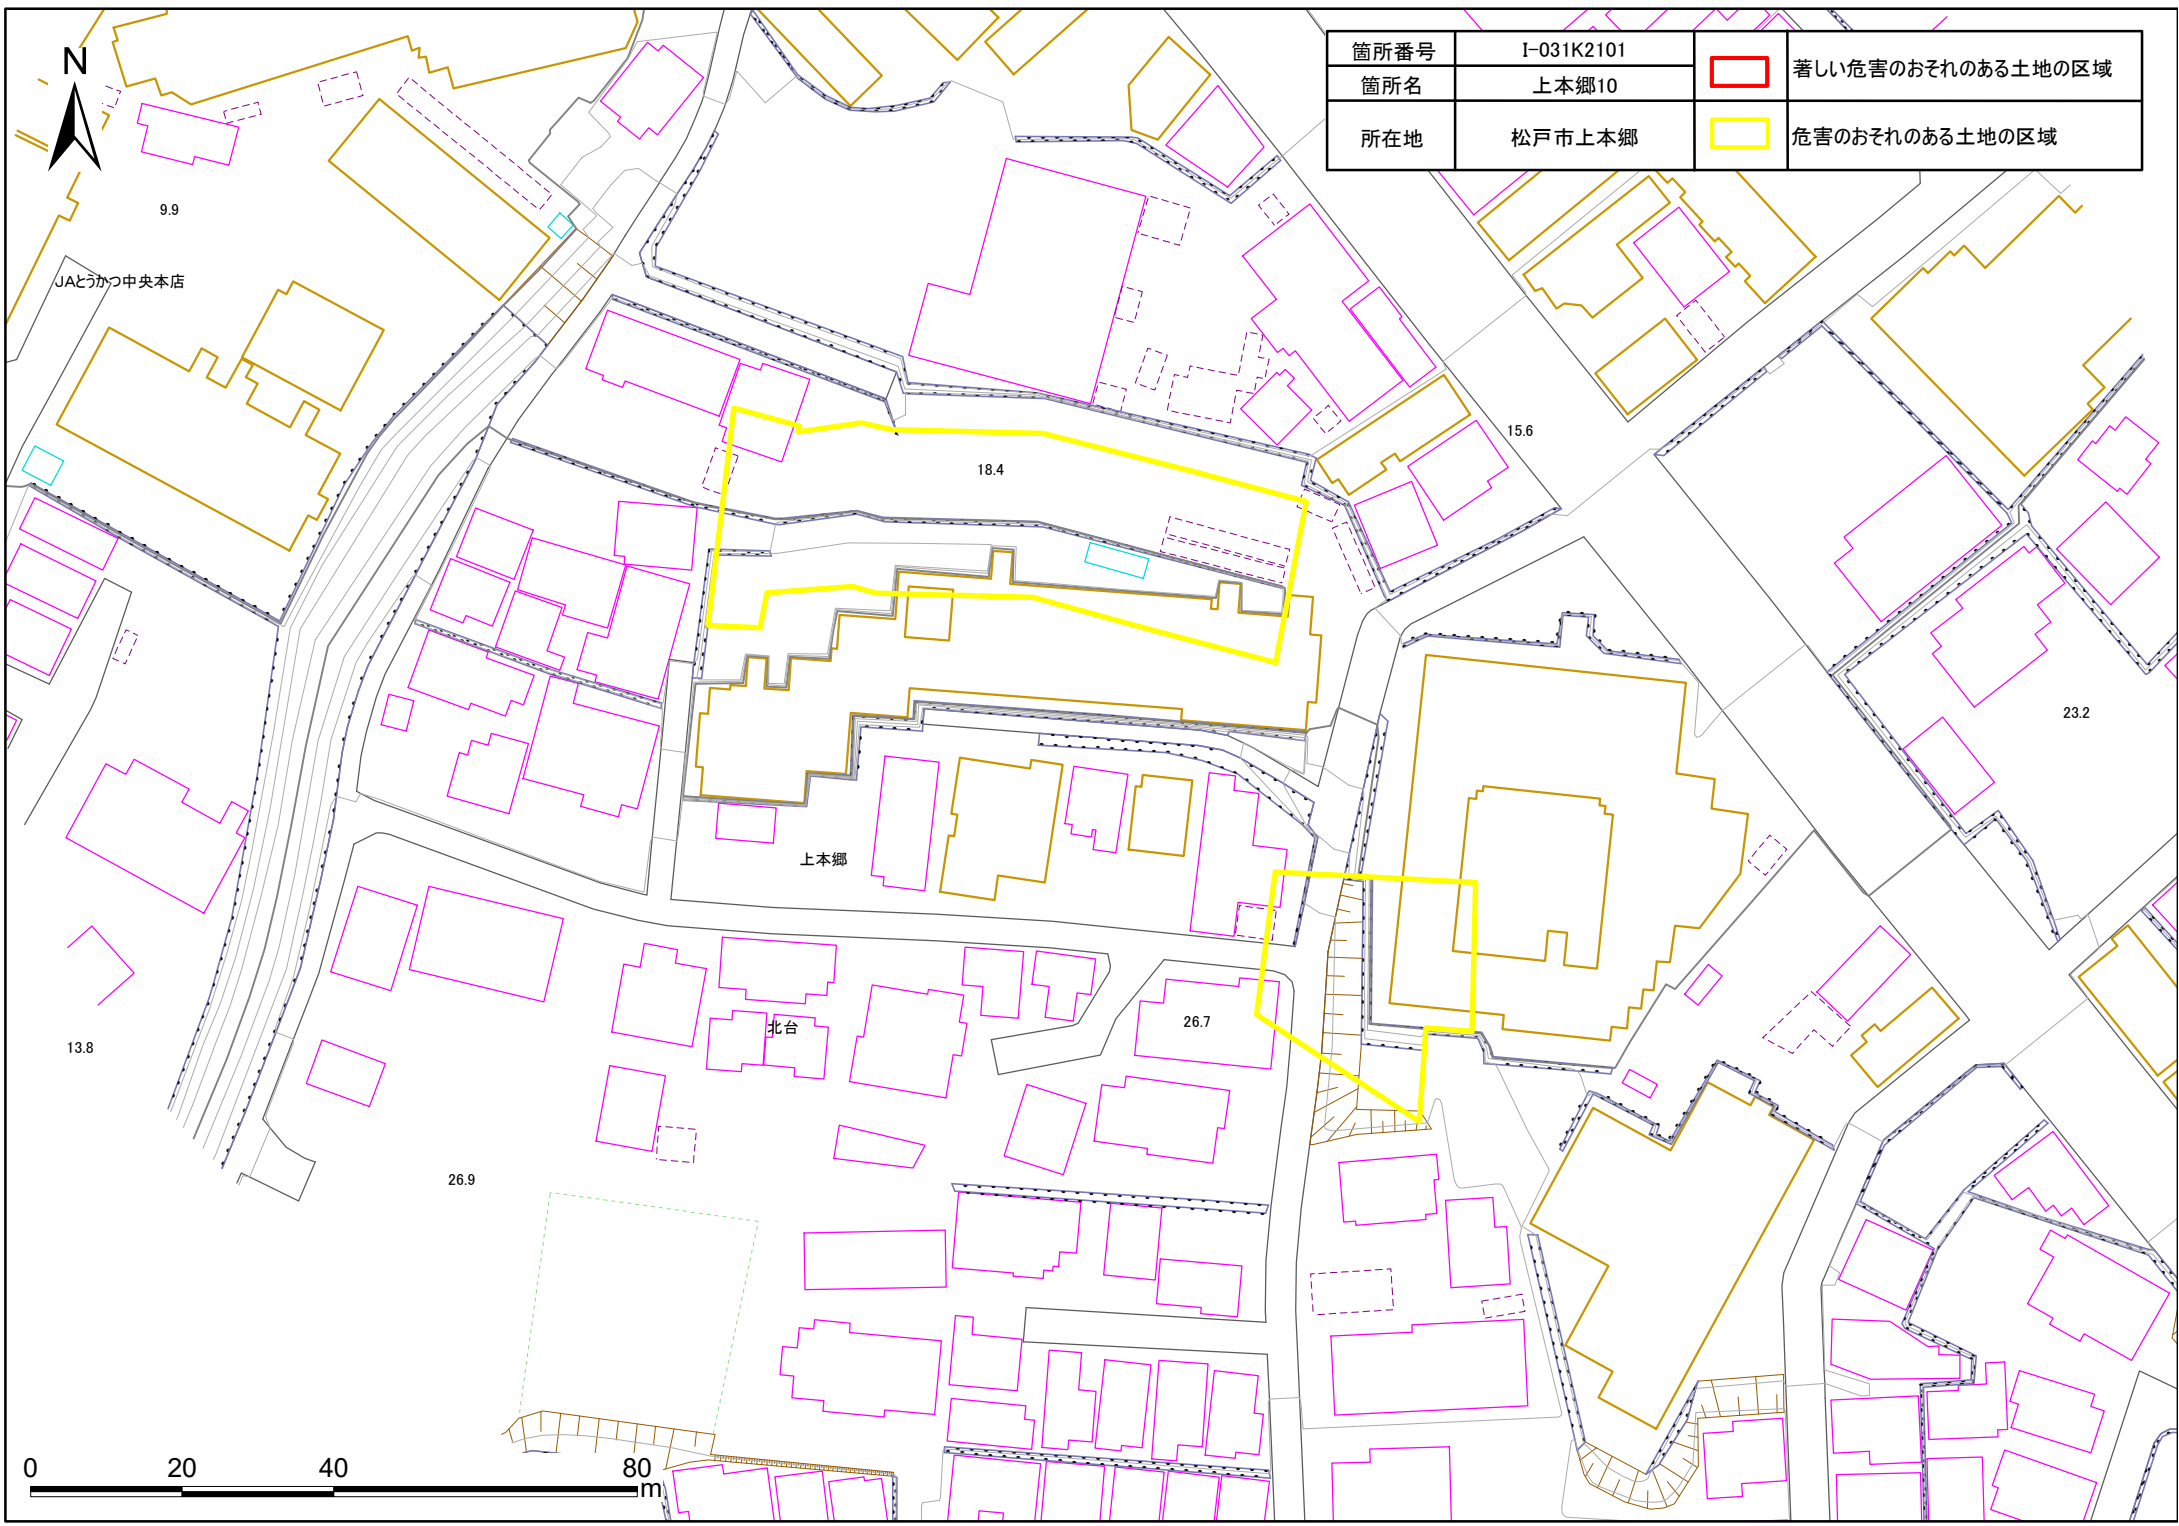 N
箇所番号 I-031K2101 著しい危害のおそれのある土地の区域
箇所名 上本郷10
所在地 松戸市上本郷 危害のおそれのある土地の区域
9.9
JAとうかつ中央本店
15.6
18.4
23.2
上本郷
26.7
北台
13.8
26.9
0 20 40 80
m